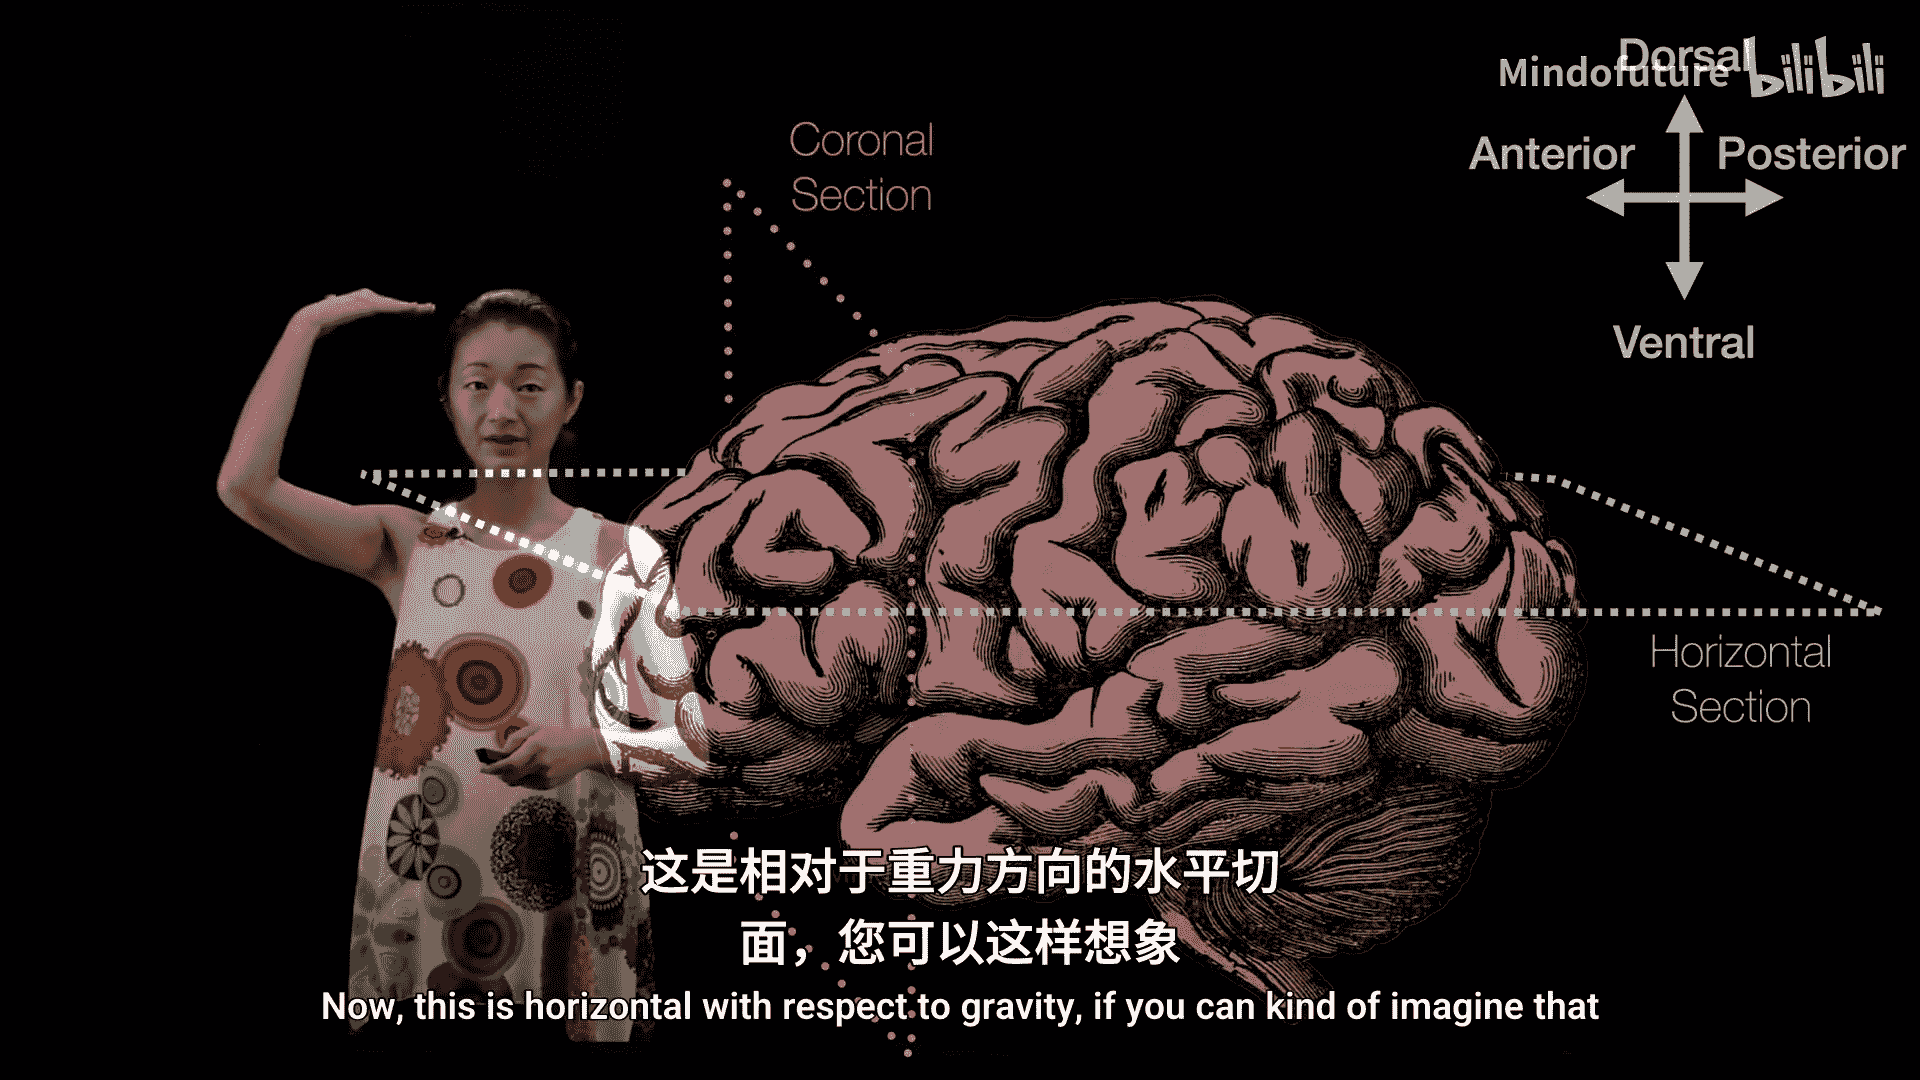 Dorsal
Mindofuture bilibili
Anterior Posterior
Ventral
Coronal
Section
Horizontal
Section
这是相对于重力方向的水平切
面，您可以这样想象
Now, this is horizontal with respect to gravity, if you can kind of imagine that